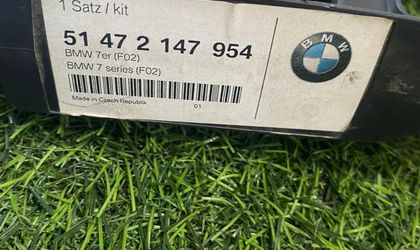 1 Satz / kit
51 47 2 147 954
BMW 7er (F02)
BMW 7 series (F02)
Made in Czech Republik
01
BMW